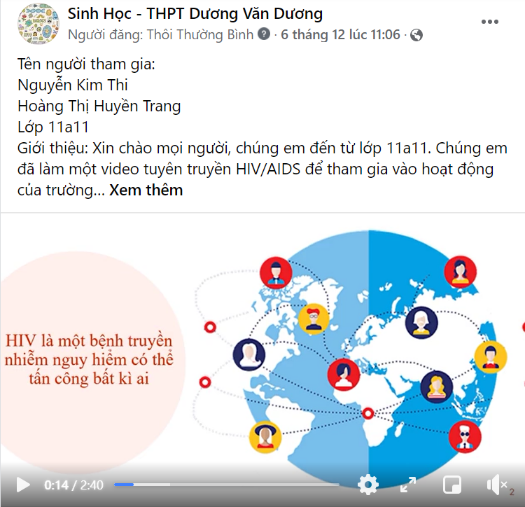 Sinh Học - THPT Dương Văn Dương
Người đăng: Thôi Thường Bình · 6 tháng 12 lúc 11:06 ·
Tên người tham gia:
Nguyễn Kim Thi
Hoàng Thị Huyền Trang
Lớp 11a11
Giới thiệu: Xin chào mọi người, chúng em đến từ lớp 11a11. Chúng em
đã làm một video tuyên truyền HIV/AIDS để tham gia vào hoạt động
của trường... Xem thêm
HIV là một bệnh truyền
nhiễm nguy hiểm có thể
tấn công bất kì ai
0:14 / 2:40
2